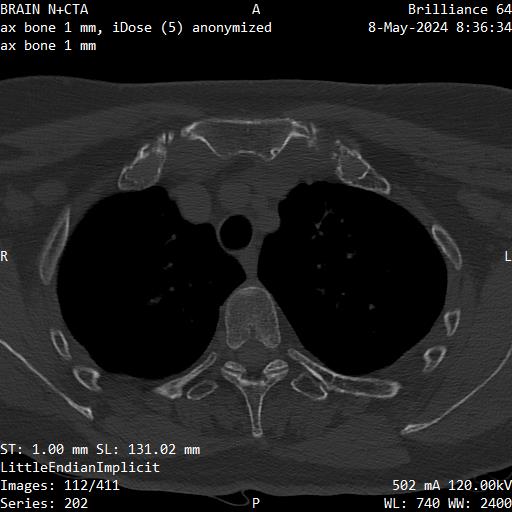 BRAIN N+CTA
ax bone 1 mm, iDose (5) anonymized
ax bone 1 mm
A
Brilliance 64
8-May-2024 8:36:34
R
L
ST: 1.00 mm SL: 131.02 mm
LittleEndianImplicit
Images: 112/411
Series: 202
P
502 mA 120.00kV
WL: 740 WW: 2400